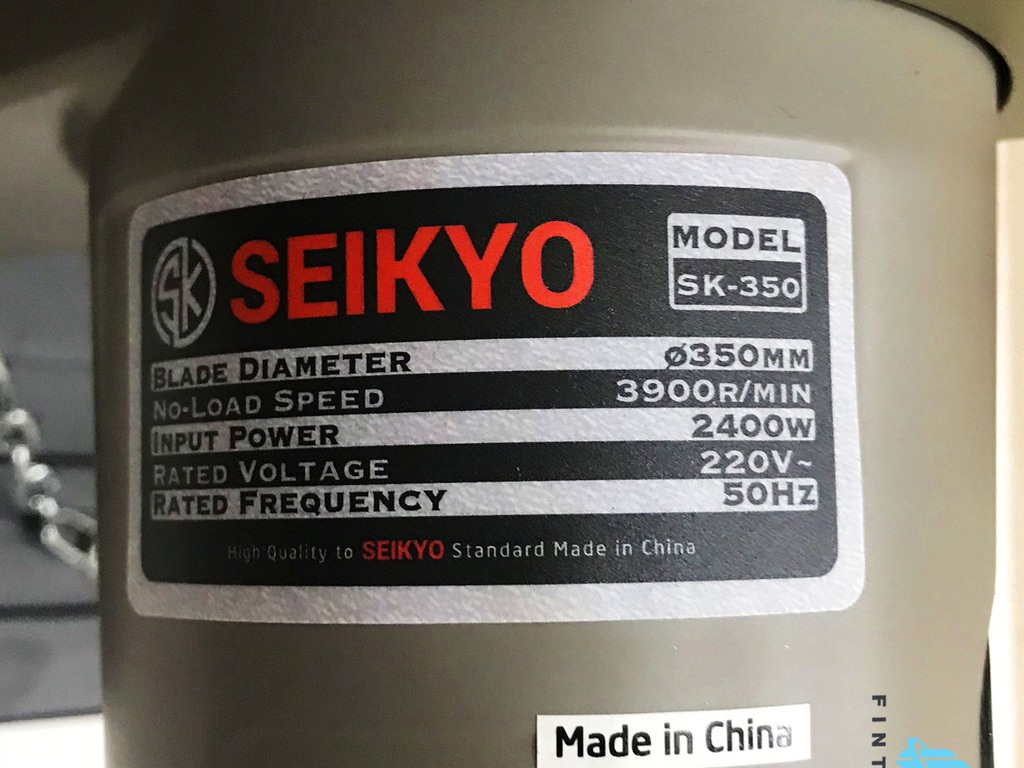 SK SEIKYO
MODEL
SK-350
BLADE DIAMETER ø350MM
NO-LOAD SPEED 3900R/MIN
INPUT POWER 2400W
RATED VOLTAGE 220V~
RATED FREQUENCY 50HZ
High Quality to SEIKYO Standard Made in China
Made in China